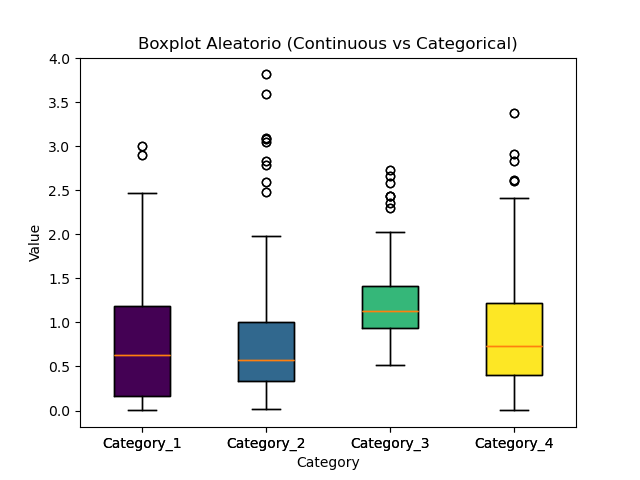 Boxplot Aleatorio (Continuous vs Categorical)
4.0
3.5
3.0
2.5
2.0
1.5
1.0
0.5
0.0
Value
Category_1 Category_2 Category_3 Category_4
Category